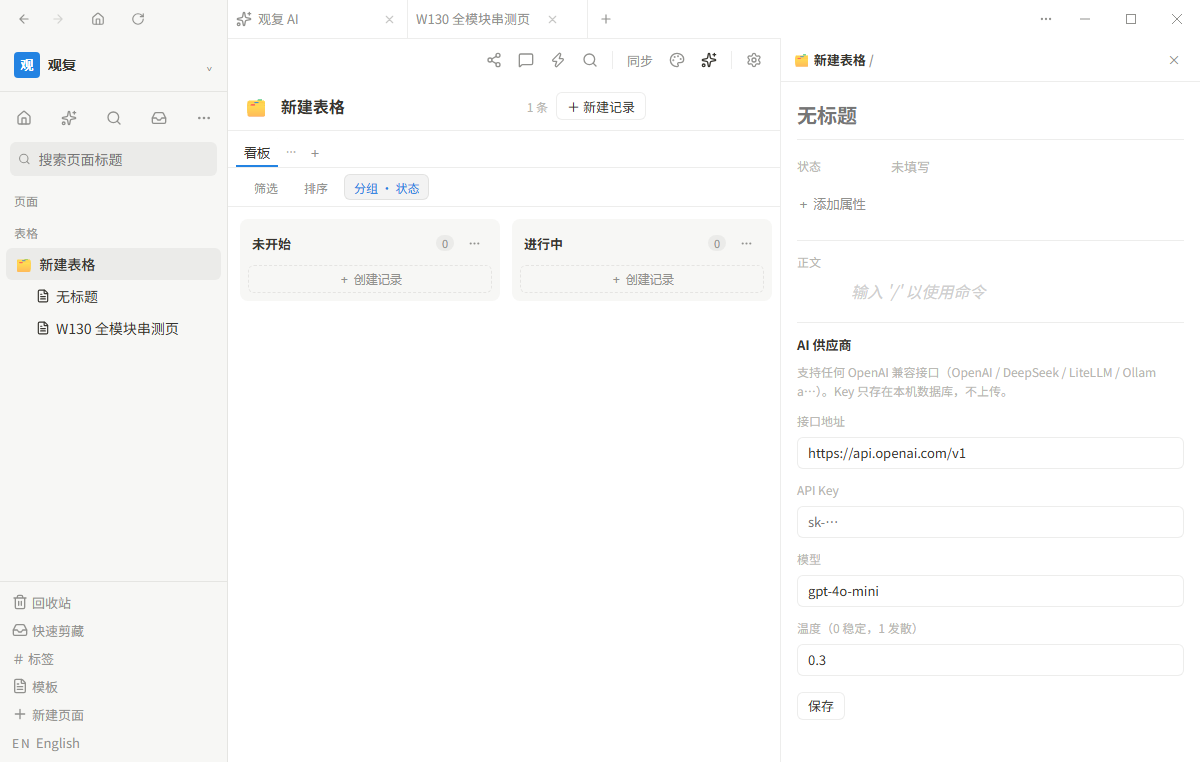 观复 AI
W130 全模块串测页
观 观复
搜索页面标题
页面
表格
新建表格
无标题
W130 全模块串测页
回收站
快速剪藏
# 标签
模板
新建页面
EN English
同步
新建表格
1 条
+ 新建记录
看板 ··· +
筛选 排序 分组 · 状态
未开始 0 ···
+ 创建记录
进行中 0 ···
+ 创建记录
新建表格 /
无标题
状态 未填写
+ 添加属性
正文
输入 '/' 以使用命令
AI 供应商
支持任何 OpenAI 兼容接口（OpenAI / DeepSeek / LiteLLM / Ollam
a…）。Key 只存在本机数据库，不上传。
接口地址
https://api.openai.com/v1
API Key
sk-…
模型
gpt-4o-mini
温度（0 稳定，1 发散）
0.3
保存